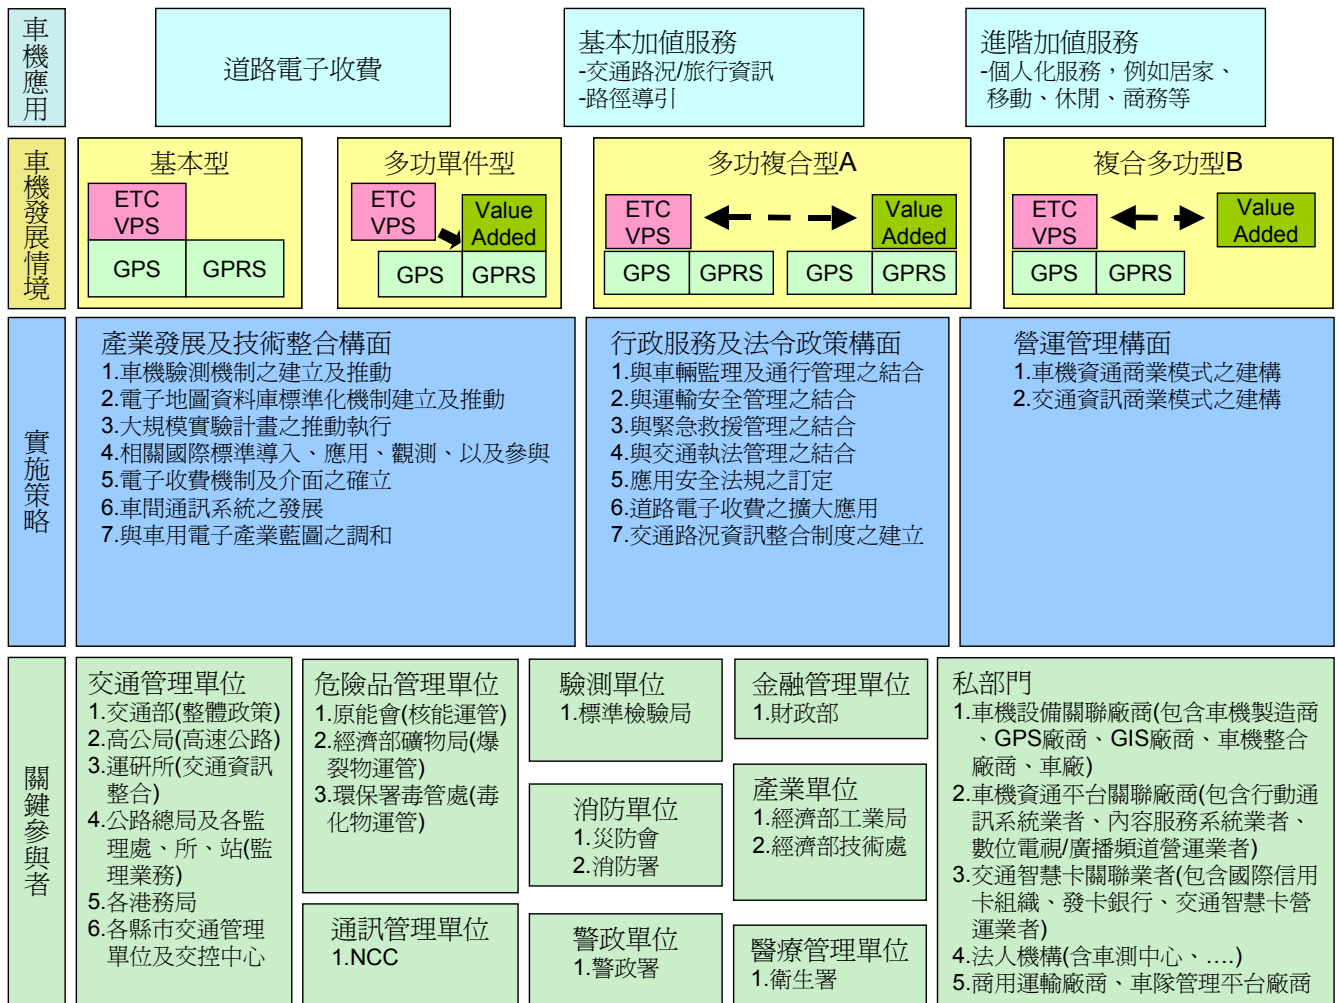 車機應用
道路電子收費
基本加值服務
-交通路況/旅行資訊
-路徑導引
進階加值服務
-個人化服務，例如居家、
移動、休閒、商務等
車機發展情境
基本型
ETC
VPS
GPS
GPRS
多功單件型
ETC
VPS
Value
Added
GPS
GPRS
多功複合型A
ETC
VPS
Value
Added
GPS
GPRS
GPS
GPRS
複合多功型B
ETC
VPS
Value
Added
GPS
GPRS
實施策略
產業發展及技術整合構面
1.車機驗測機制之建立及推動
2.電子地圖資料庫標準化機制建立及推動
3.大規模實驗計畫之推動執行
4.相關國際標準導入、應用、觀測、以及參與
5.電子收費機制及介面之確立
6.車間通訊系統之發展
7.與車用電子產業藍圖之調和
行政服務及法令政策構面
1.與車輛監理及通行管理之結合
2.與運輸安全管理之結合
3.與緊急救援管理之結合
4.與交通執法管理之結合
5.應用安全法規之訂定
6.道路電子收費之擴大應用
7.交通路況資訊整合制度之建立
營運管理構面
1.車機資通商業模式之建構
2.交通資訊商業模式之建構
關鍵參與者
交通管理單位
1.交通部(整體政策)
2.高公局(高速公路)
3.運研所(交通資訊
整合)
4.公路總局及各監
理處、所、站(監
理業務)
5.各港務局
6.各縣市交通管理
單位及交控中心
危險品管理單位
1.原能會(核能運管)
2.經濟部礦物局(爆
裂物運管)
3.環保署毒管處(毒
化物運管)
通訊管理單位
1.NCC
驗測單位
1.標準檢驗局
消防單位
1.災防會
2.消防署
警政單位
1.警政署
金融管理單位
1.財政部
產業單位
1.經濟部工業局
2.經濟部技術處
醫療管理單位
1.衛生署
私部門
1.車機設備關聯廠商(包含車機製造商
、GPS廠商、GIS廠商、車機整合
廠商、車廠)
2.車機資通平台關聯廠商(包含行動通
訊系統業者、內容服務系統業者、
數位電視/廣播頻道營運業者)
3.交通智慧卡關聯業者(包含國際信用
卡組織、發卡銀行、交通智慧卡營
運業者)
4.法人機構(含車測中心、....)
5.商用運輸廠商、車隊管理平台廠商